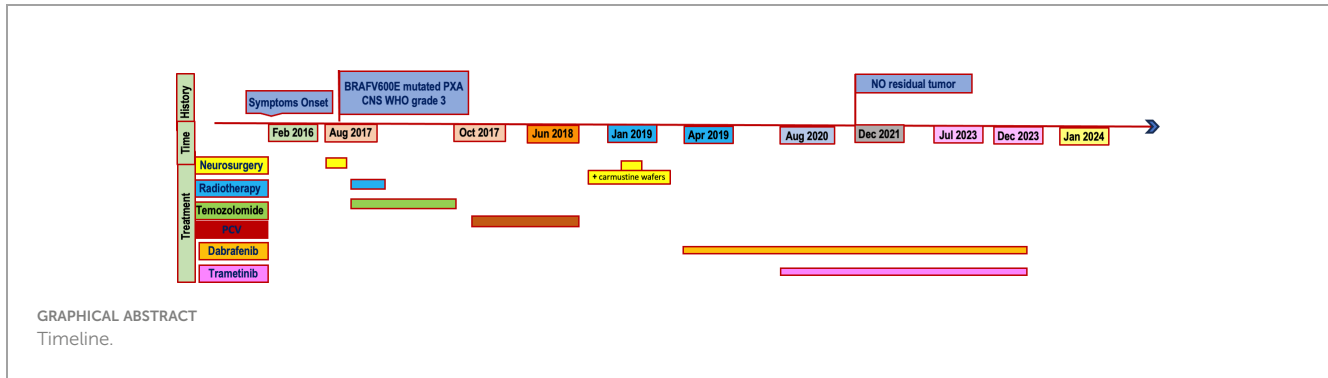 History
Symptoms Onset
BRAFV600E mutated PXA
CNS WHO grade 3
NO residual tumor
Time
Feb 2016
Aug 2017
Oct 2017
Jun 2018
Jan 2019
Apr 2019
Aug 2020
Dec 2021
Jul 2023
Dec 2023
Jan 2024
Treatment
Neurosurgery
+ carmustine wafers
Radiotherapy
Temozolomide
PCV
Dabrafenib
Trametinib
GRAPHICAL ABSTRACT
Timeline.